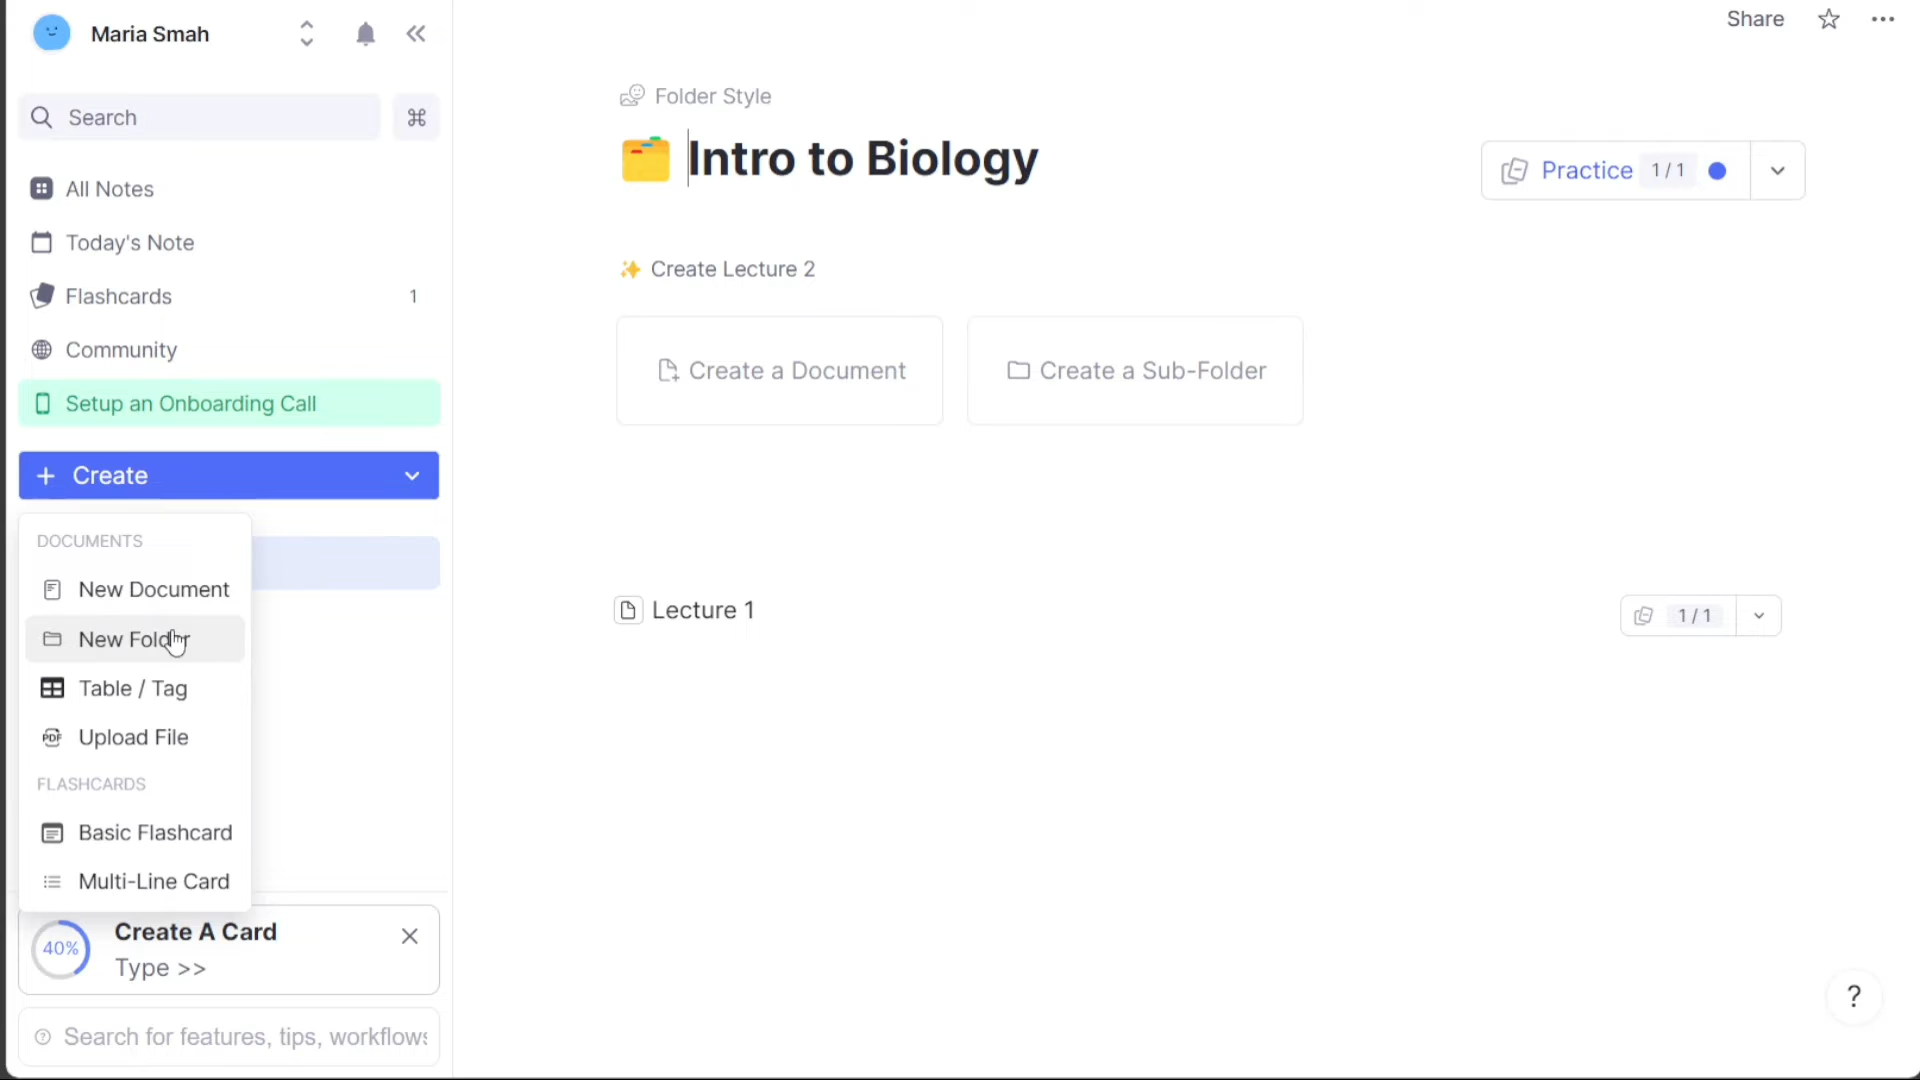 Maria Smah
Share
Search
⌘
All Notes
Today's Note
Flashcards 1
Community
Setup an Onboarding Call
+ Create
DOCUMENTS
New Document
New Folder
Table / Tag
PDF Upload File
FLASHCARDS
Basic Flashcard
Multi-Line Card
40%
Create A Card
Type >>
Search for features, tips, workflows
Folder Style
Intro to Biology
Practice 1 / 1
Create Lecture 2
Create a Document
Create a Sub-Folder
Lecture 1
1 / 1
?